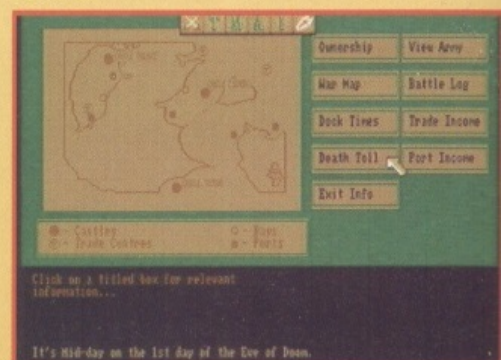 Ownership
View Army
War Map
Battle Log
Dock Times
Trade Income
Death Toll
Port Income
Exit Info
- Castles
- Trade Centres
- Ports
Click on a titled box for relevant
information...
It's Mid-day on the 1st day of the Eve of Doom.